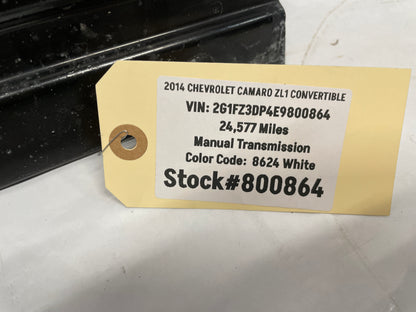 2014 CHEVROLET CAMARO ZL1 CONVERTIBLE
VIN: 2G1FZ3DP4E9800864
24,577 Miles
Manual Transmission
Color Code: 8624 White
Stock#800864